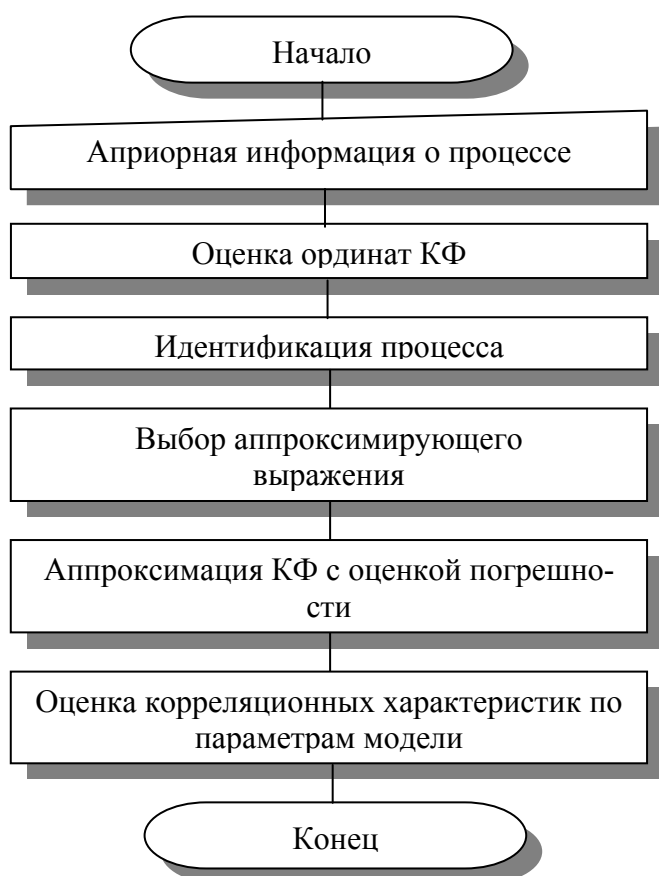 Начало
Априорная информация о процессе
Оценка ординат КФ
Идентификация процесса
Выбор аппроксимирующего
выражения
Аппроксимация КФ с оценкой погрешно-
сти
Оценка корреляционных характеристик по
параметрам модели
Конец